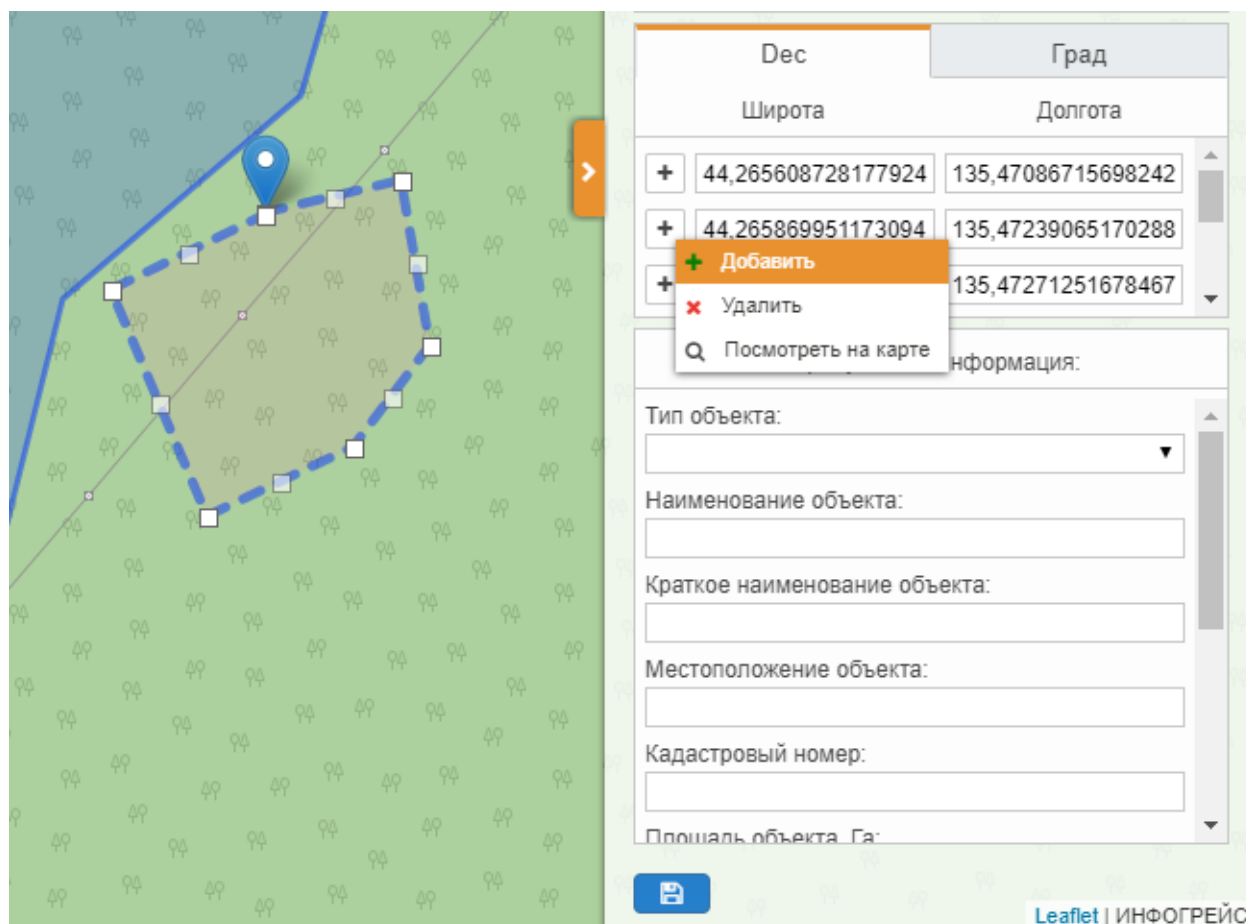 Dec Град
Широта Долгота
44,265608728177924 135,47086715698242
44,265869951173094 135,47239065170288
Добавить
135,47271251678467
Удалить
Посмотреть на карте
нформация:
Тип объекта:
Наименование объекта:
Краткое наименование объекта:
Местоположение объекта:
Кадастровый номер:
Площадь объекта, Га:
Leaflet | ИНФОГРЕЙС